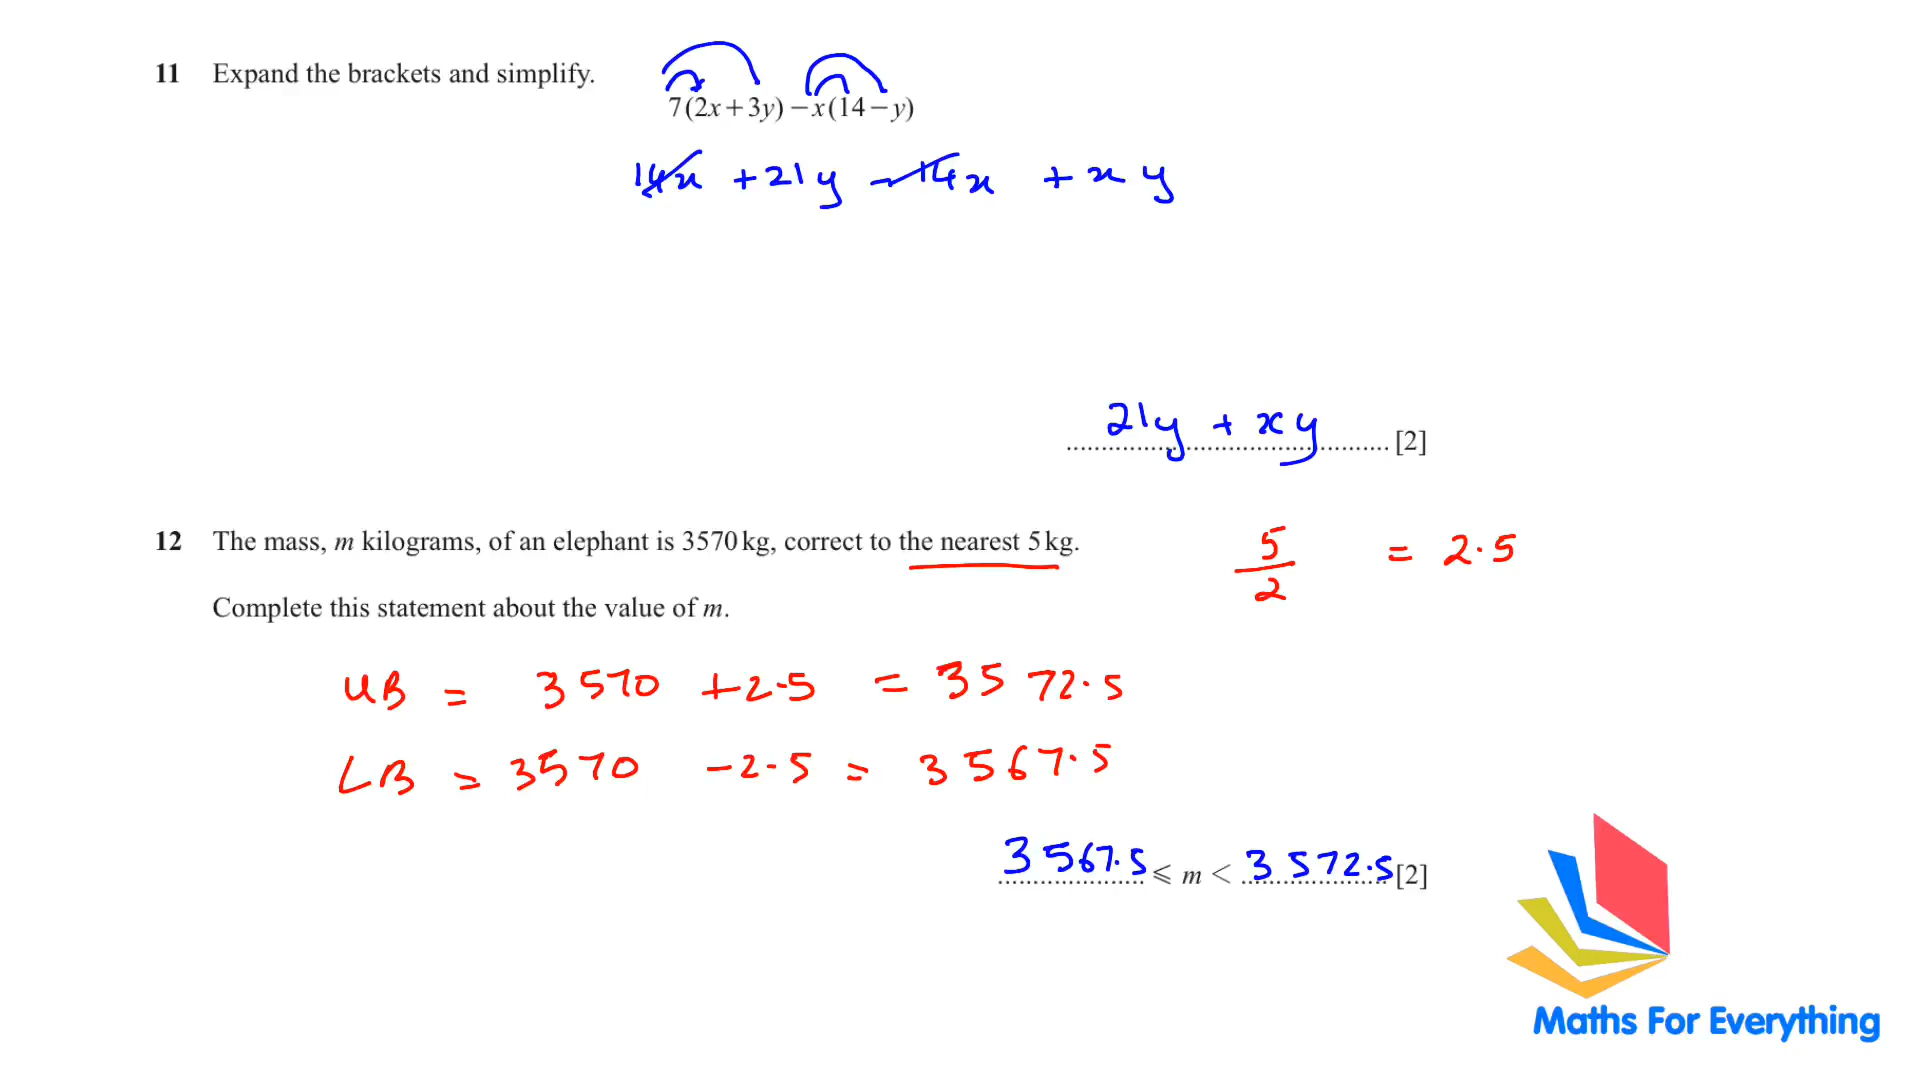 11 Expand the brackets and simplify.
7(2x+3y)−x(14−y)
14x +21y −14x + xy
21y + xy [2]
12 The mass, m kilograms, of an elephant is 3570 kg, correct to the nearest 5 kg.
5/2 = 2.5
Complete this statement about the value of m.
UB = 3570 +2.5 = 3572.5
LB = 3570 −2.5 = 3567.5
3567.5 ⩽ m < 3572.5 [2]
Maths For Everything